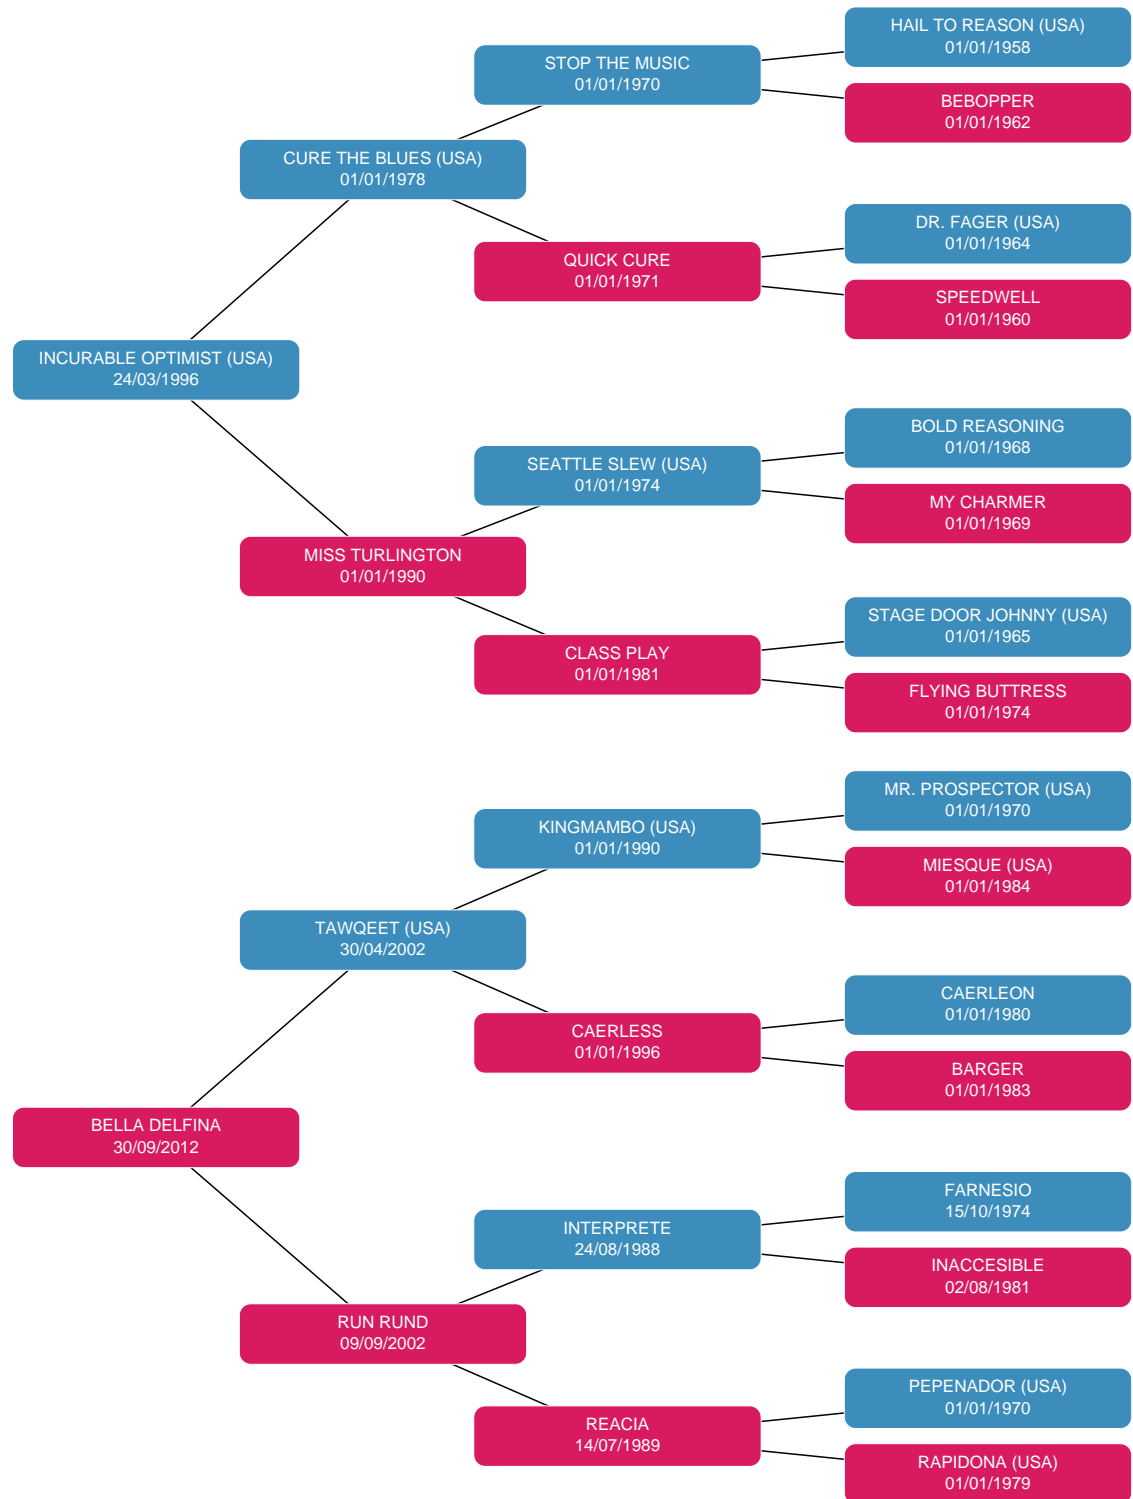 HAIL TO REASON (USA)
01/01/1958
STOP THE MUSIC
01/01/1970
BEBOPPER
01/01/1962
CURE THE BLUES (USA)
01/01/1978
DR. FAGER (USA)
01/01/1964
QUICK CURE
01/01/1971
SPEEDWELL
01/01/1960
INCURABLE OPTIMIST (USA)
24/03/1996
BOLD REASONING
01/01/1968
SEATTLE SLEW (USA)
01/01/1974
MY CHARMER
01/01/1969
MISS TURLINGTON
01/01/1990
STAGE DOOR JOHNNY (USA)
01/01/1965
CLASS PLAY
01/01/1981
FLYING BUTTRESS
01/01/1974
MR. PROSPECTOR (USA)
01/01/1970
KINGMAMBO (USA)
01/01/1990
MIESQUE (USA)
01/01/1984
TAWQEET (USA)
30/04/2002
CAERLEON
01/01/1980
CAERLESS
01/01/1996
BARGER
01/01/1983
BELLA DELFINA
30/09/2012
FARNESIO
15/10/1974
INTERPRETE
24/08/1988
INACCESIBLE
02/08/1981
RUN RUND
09/09/2002
PEPENADOR (USA)
01/01/1970
REACIA
14/07/1989
RAPIDONA (USA)
01/01/1979